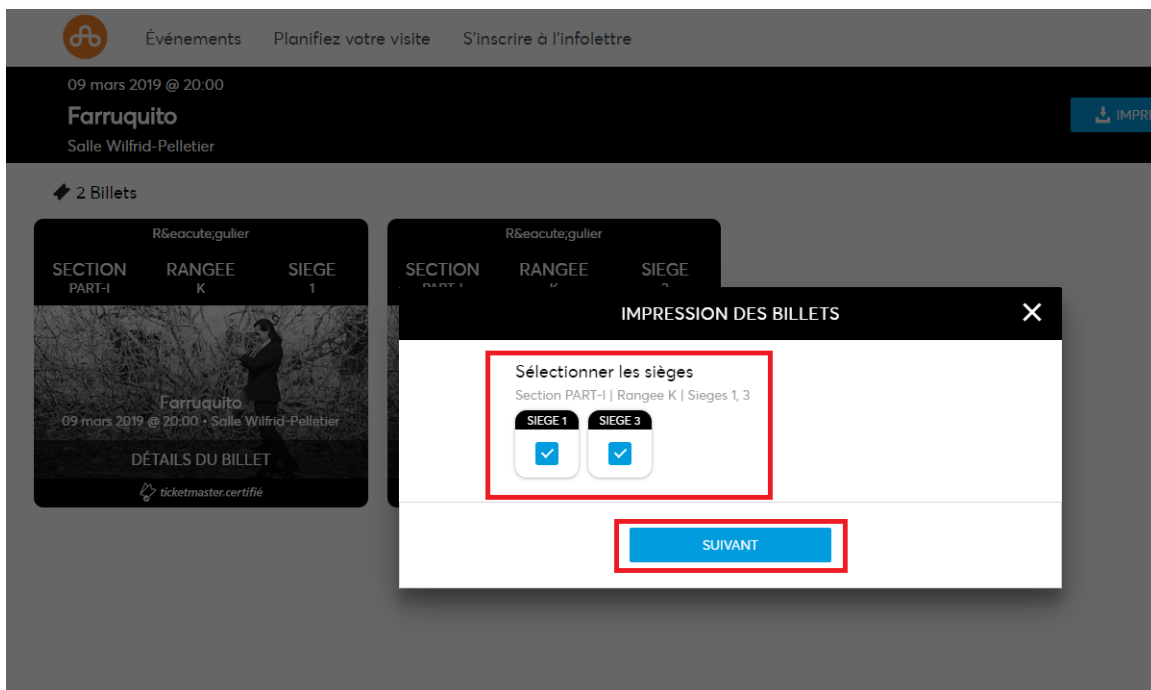 Événements Planifiez votre visite S'inscrire à l'infolettre
09 mars 2019 @ 20:00
Farruquito
Salle Wilfrid-Pelletier
IMPRE
2 Billets
R&eacute;gulier
SECTION RANGEE SIEGE
PART-I K 1
Farruquito
09 mars 2019 @ 20:00 • Salle Wilfrid-Pelletier
DÉTAILS DU BILLET
ticketmaster.certifié
R&eacute;gulier
SECTION RANGEE SIEGE
IMPRESSION DES BILLETS
Sélectionner les sièges
Section PART-I | Rangee K | Sieges 1, 3
SIEGE 1 SIEGE 3
SUIVANT